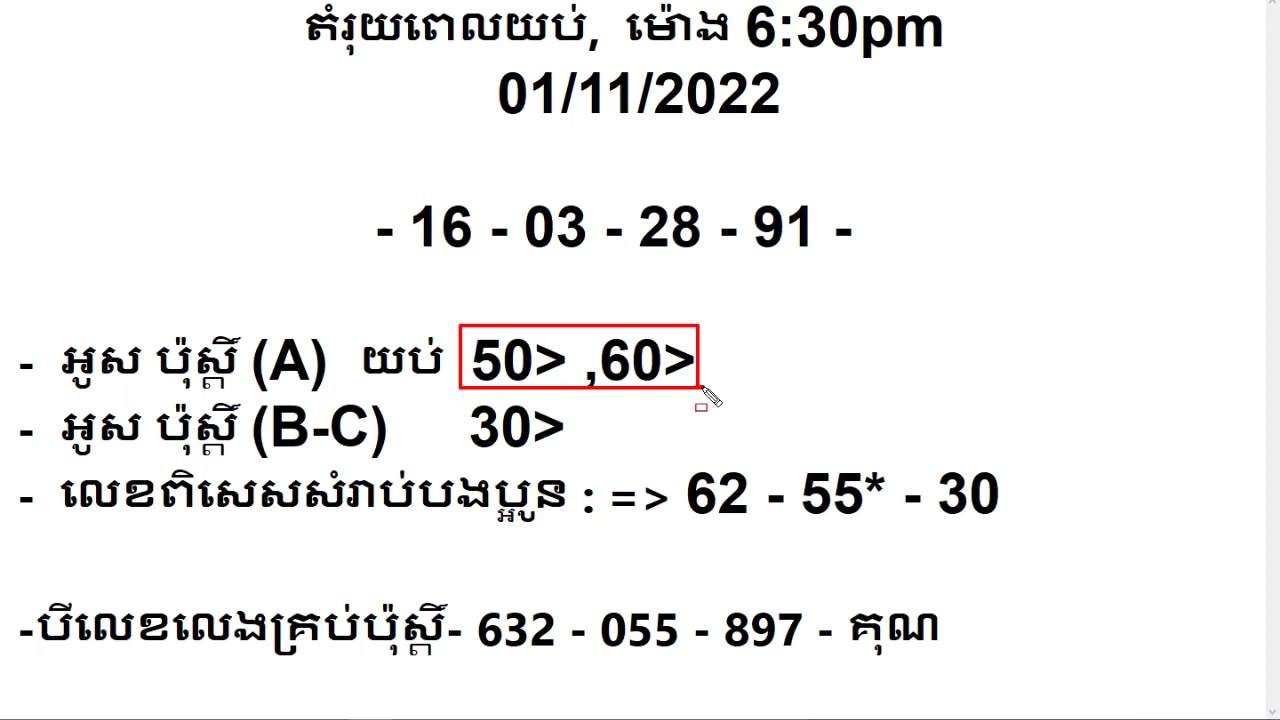 តំរុយពេលយប់, ម៉ោង 6:30pm
01/11/2022
- 16 - 03 - 28 - 91 -
- អូស ប៉ុស្តិ៍ (A) យប់ 50> ,60>
- អូស ប៉ុស្តិ៍ (B-C) 30>
- លេខពិសេសសំរាប់បងប្អូន : => 62 - 55* - 30
-បីលេខលេងគ្រប់ប៉ុស្តិ៍- 632 - 055 - 897 - គុណ